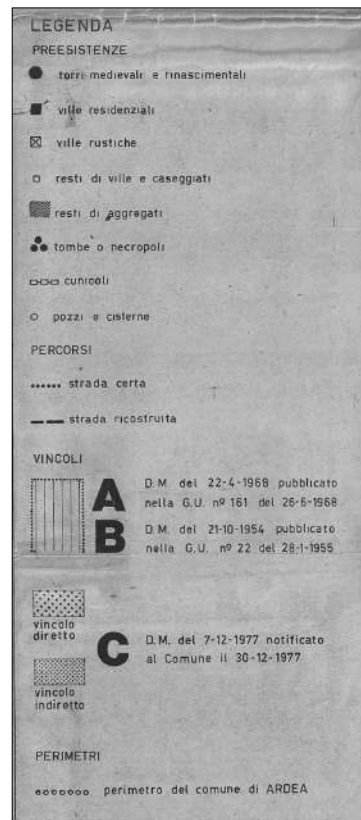 LEGENDA
PREESISTENZE
torri medievali e rinascimentali
ville residenziali
ville rustiche
resti di ville e caseggiati
resti di aggregati
tombe o necropoli
cunicoli
pozzi e cisterne
PERCORSI
strada certa
strada ricostruita
VINCOLI
A D.M. del 22-4-1968 pubblicato
nella G.U. nº 161 del 26-6-1968
B D.M. del 21-10-1954 pubblicato
nella G.U. nº 22 del 28-1-1955
vincolo
diretto
C D.M. del 7-12-1977 notificato
al Comune il 30-12-1977
vincolo
indiretto
PERIMETRI
perimetro del comune di ARDEA